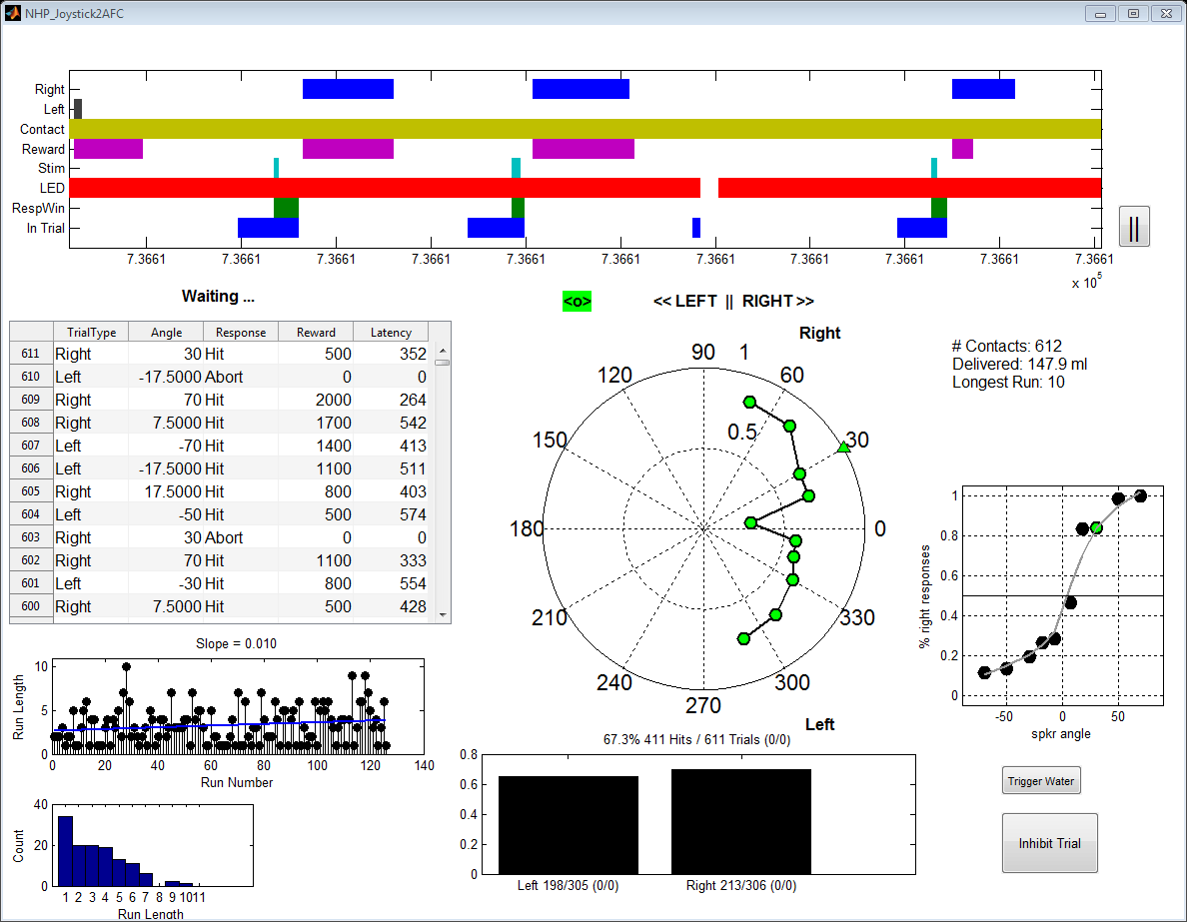 NHP_Joystick2AFC
Right
Left
Contact
Reward
Stim
LED
RespWin
In Trial
7.3661 7.3661 7.3661 7.3661 7.3661 7.3661 7.3661 7.3661 7.3661 7.3661 7.3661
x 10^5
Waiting ...
<o>
<< LEFT || RIGHT >>
TrialType Angle Response Reward Latency
611 Right 30 Hit 500 352
610 Left -17.5000 Abort 0 0
609 Right 70 Hit 2000 264
608 Right 7.5000 Hit 1700 542
607 Left -70 Hit 1400 413
606 Left -17.5000 Hit 1100 511
605 Right 17.5000 Hit 800 403
604 Left -50 Hit 500 574
603 Right 30 Abort 0 0
602 Right 70 Hit 1100 333
601 Left -30 Hit 800 554
600 Right 7.5000 Hit 500 428
Right
90 1
120 60
0.5
150 30
180 0
210 330
240 300
270
Left
# Contacts: 612
Delivered: 147.9 ml
Longest Run: 10
1
0.8
0.6
0.4
0.2
0
% right responses
-50 0 50
spkr angle
Slope = 0.010
10
5
0
Run Length
0 20 40 60 80 100 120 140
Run Number
40
20
0
Count
1 2 3 4 5 6 7 8 9 10 11
Run Length
67.3% 411 Hits / 611 Trials (0/0)
0.8
0.6
0.4
0.2
0
Left 198/305 (0/0) Right 213/306 (0/0)
Trigger Water
Inhibit Trial